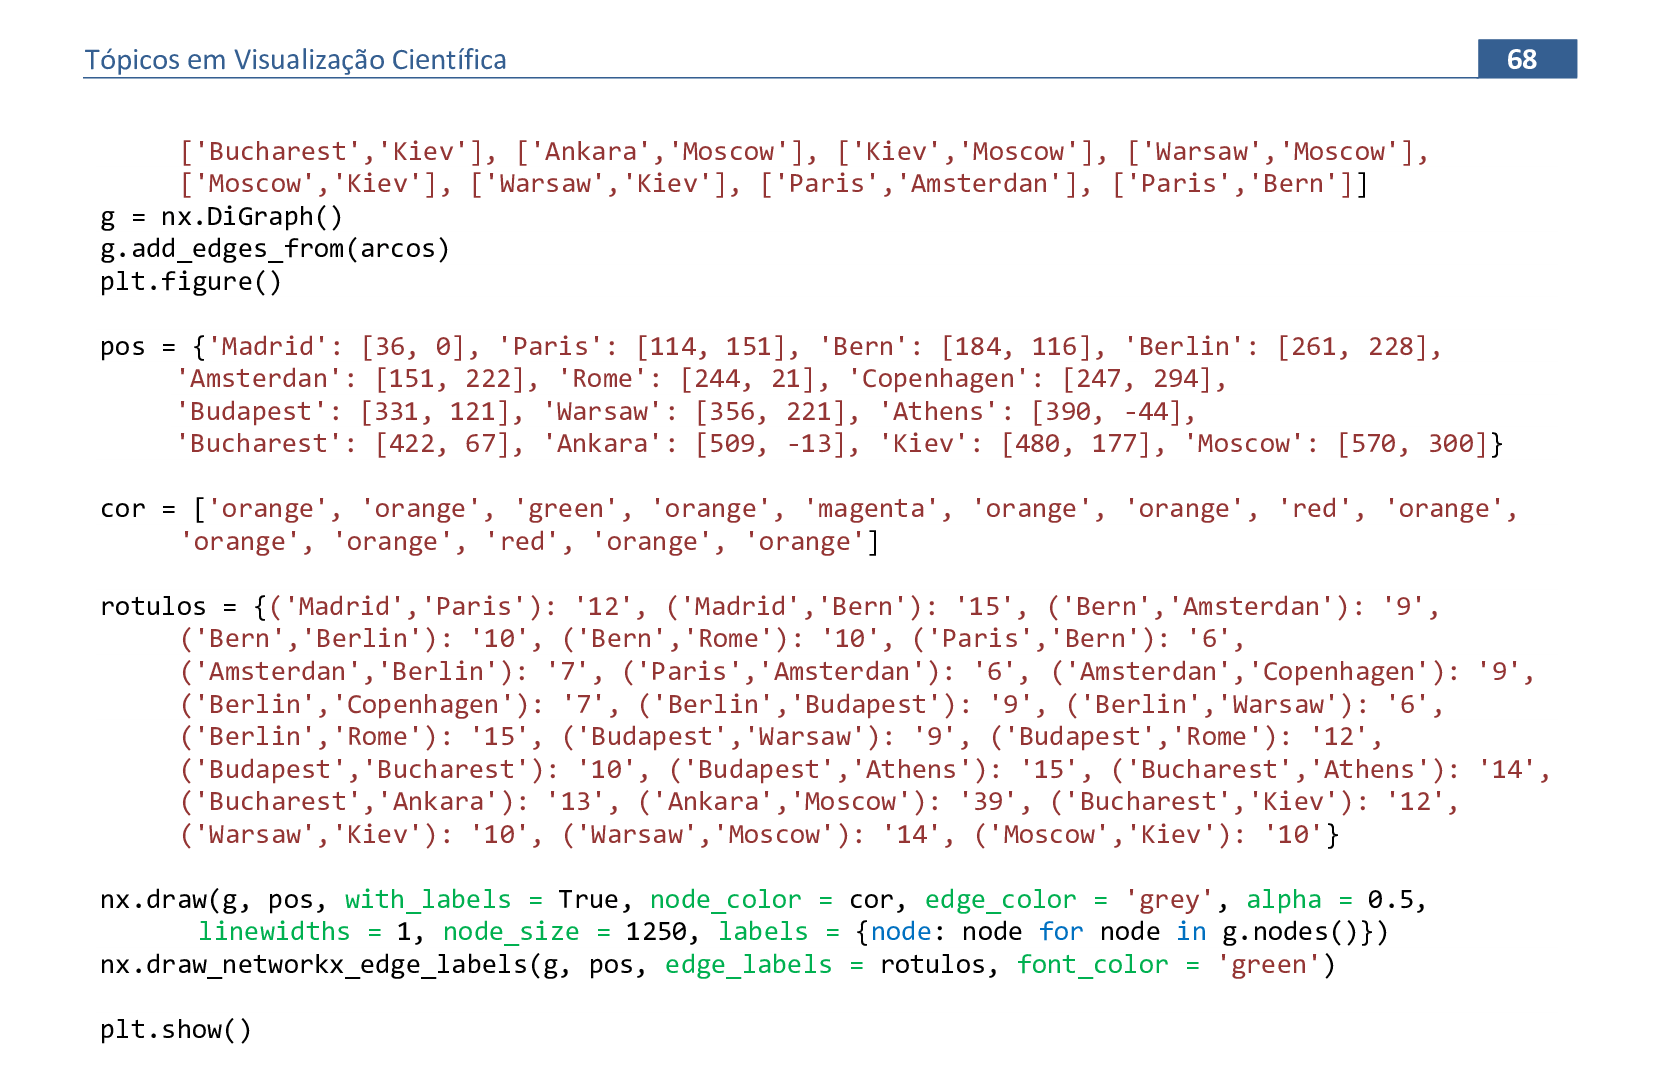 Tópicos em Visualização Científica 68
['Bucharest','Kiev'], ['Ankara','Moscow'], ['Kiev','Moscow'], ['Warsaw','Moscow'],
['Moscow','Kiev'], ['Warsaw','Kiev'], ['Paris','Amsterdan'], ['Paris','Bern']]
g = nx.DiGraph()
g.add_edges_from(arcos)
plt.figure()
pos = {'Madrid': [36, 0], 'Paris': [114, 151], 'Bern': [184, 116], 'Berlin': [261, 228],
'Amsterdan': [151, 222], 'Rome': [244, 21], 'Copenhagen': [247, 294],
'Budapest': [331, 121], 'Warsaw': [356, 221], 'Athens': [390, -44],
'Bucharest': [422, 67], 'Ankara': [509, -13], 'Kiev': [480, 177], 'Moscow': [570, 300]}
cor = ['orange', 'orange', 'green', 'orange', 'magenta', 'orange', 'orange', 'red', 'orange',
'orange', 'orange', 'red', 'orange', 'orange']
rotulos = {('Madrid','Paris'): '12', ('Madrid','Bern'): '15', ('Bern','Amsterdan'): '9',
('Bern','Berlin'): '10', ('Bern','Rome'): '10', ('Paris','Bern'): '6',
('Amsterdan','Berlin'): '7', ('Paris','Amsterdan'): '6', ('Amsterdan','Copenhagen'): '9',
('Berlin','Copenhagen'): '7', ('Berlin','Budapest'): '9', ('Berlin','Warsaw'): '6',
('Berlin','Rome'): '15', ('Budapest','Warsaw'): '9', ('Budapest','Rome'): '12',
('Budapest','Bucharest'): '10', ('Budapest','Athens'): '15', ('Bucharest','Athens'): '14',
('Bucharest','Ankara'): '13', ('Ankara','Moscow'): '39', ('Bucharest','Kiev'): '12',
('Warsaw','Kiev'): '10', ('Warsaw','Moscow'): '14', ('Moscow','Kiev'): '10'}
nx.draw(g, pos, with_labels = True, node_color = cor, edge_color = 'grey', alpha = 0.5,
linewidths = 1, node_size = 1250, labels = {node: node for node in g.nodes()})
nx.draw_networkx_edge_labels(g, pos, edge_labels = rotulos, font_color = 'green')
plt.show()